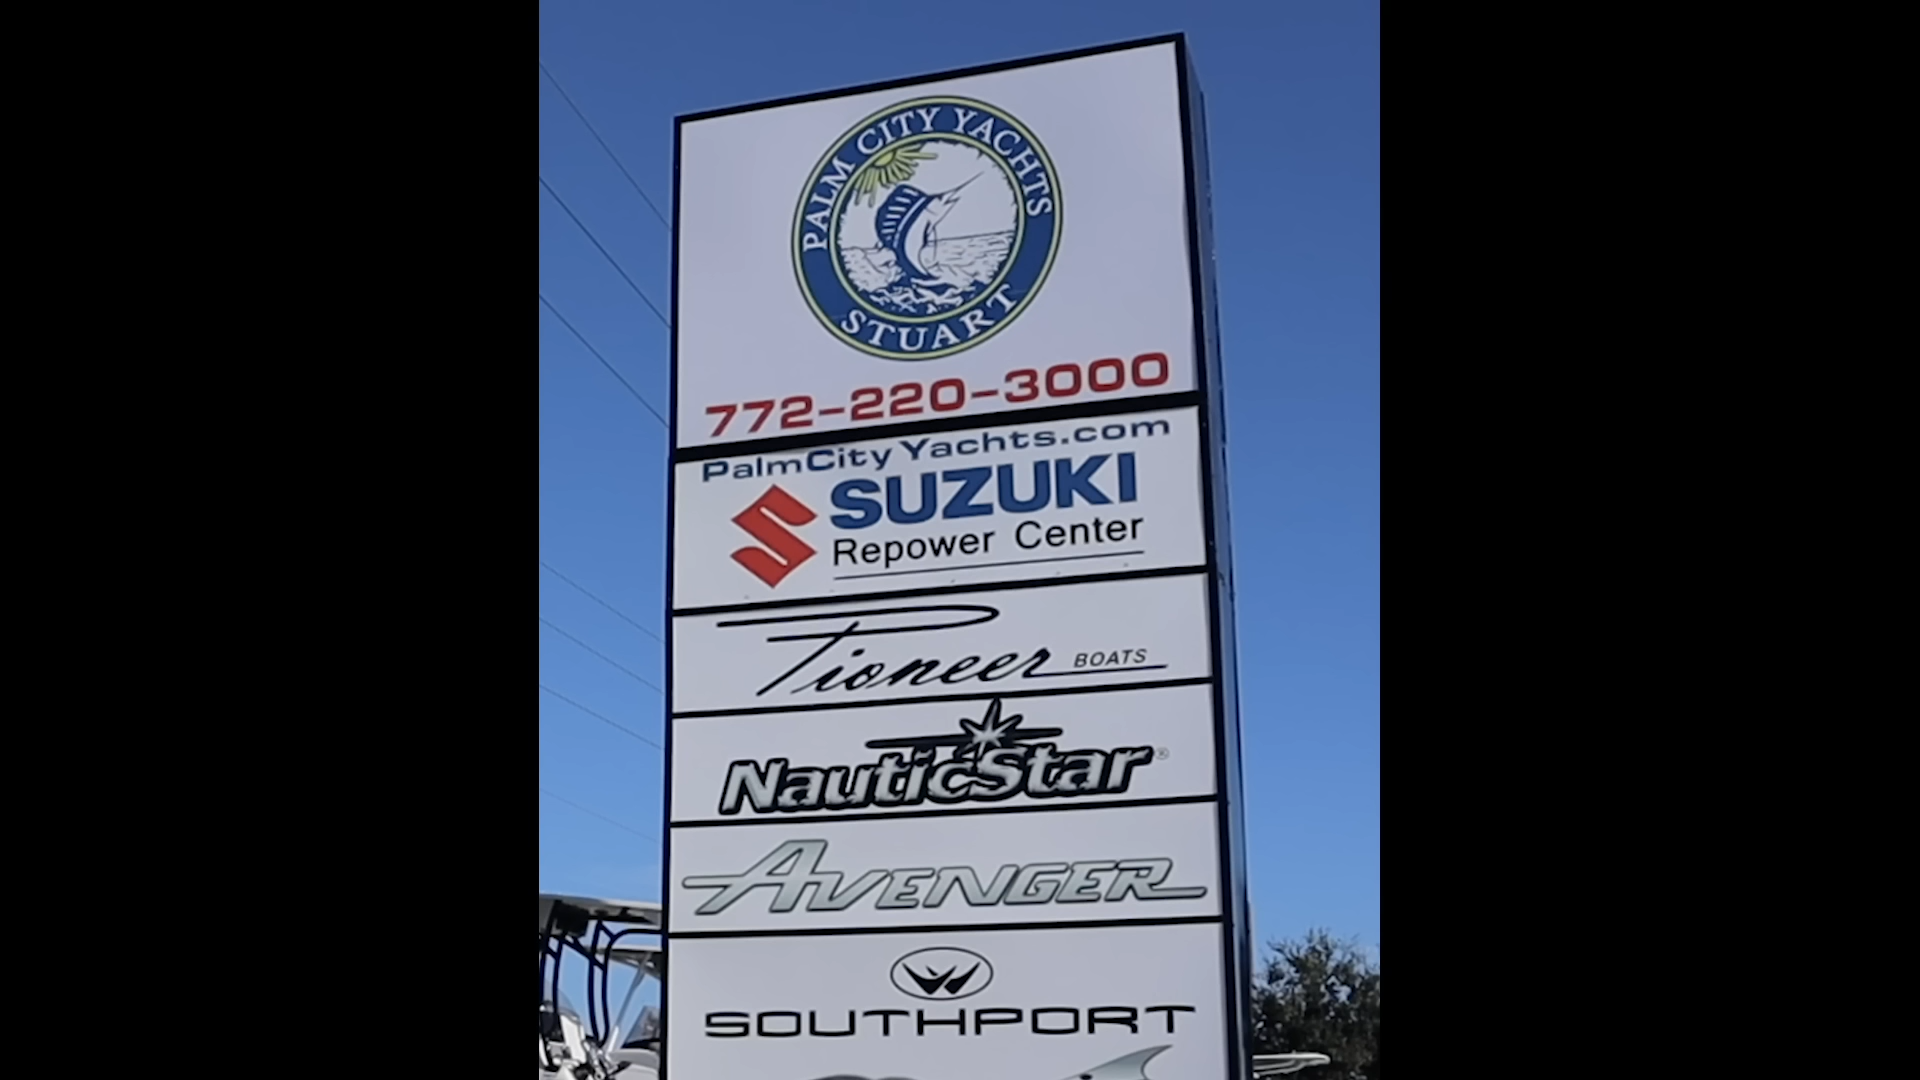 PALM CITY YACHTS
STUART
772-220-3000
PalmCityYachts.com
SUZUKI
Repower Center
Pioneer BOATS
NauticStar®
AVENGER
SOUTHPORT